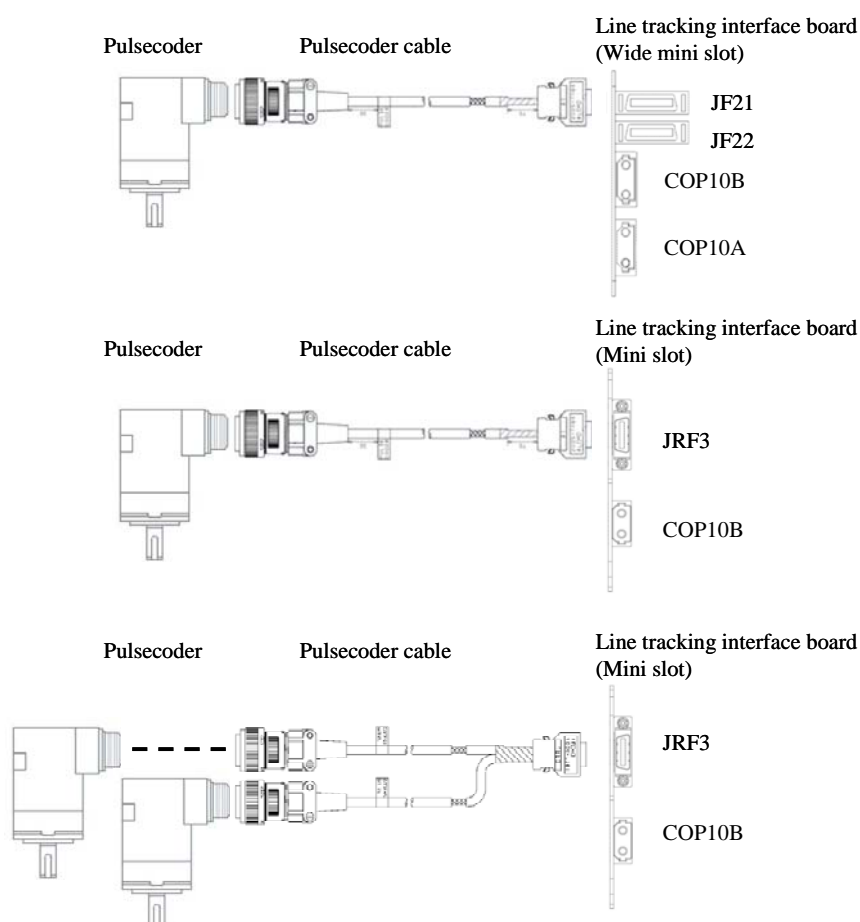 Pulsecoder
Pulsecoder cable
Line tracking interface board
(Wide mini slot)
JF21
JF22
COP10B
COP10A
Pulsecoder
Pulsecoder cable
Line tracking interface board
(Mini slot)
JRF3
COP10B
Pulsecoder
Pulsecoder cable
Line tracking interface board
(Mini slot)
JRF3
COP10B